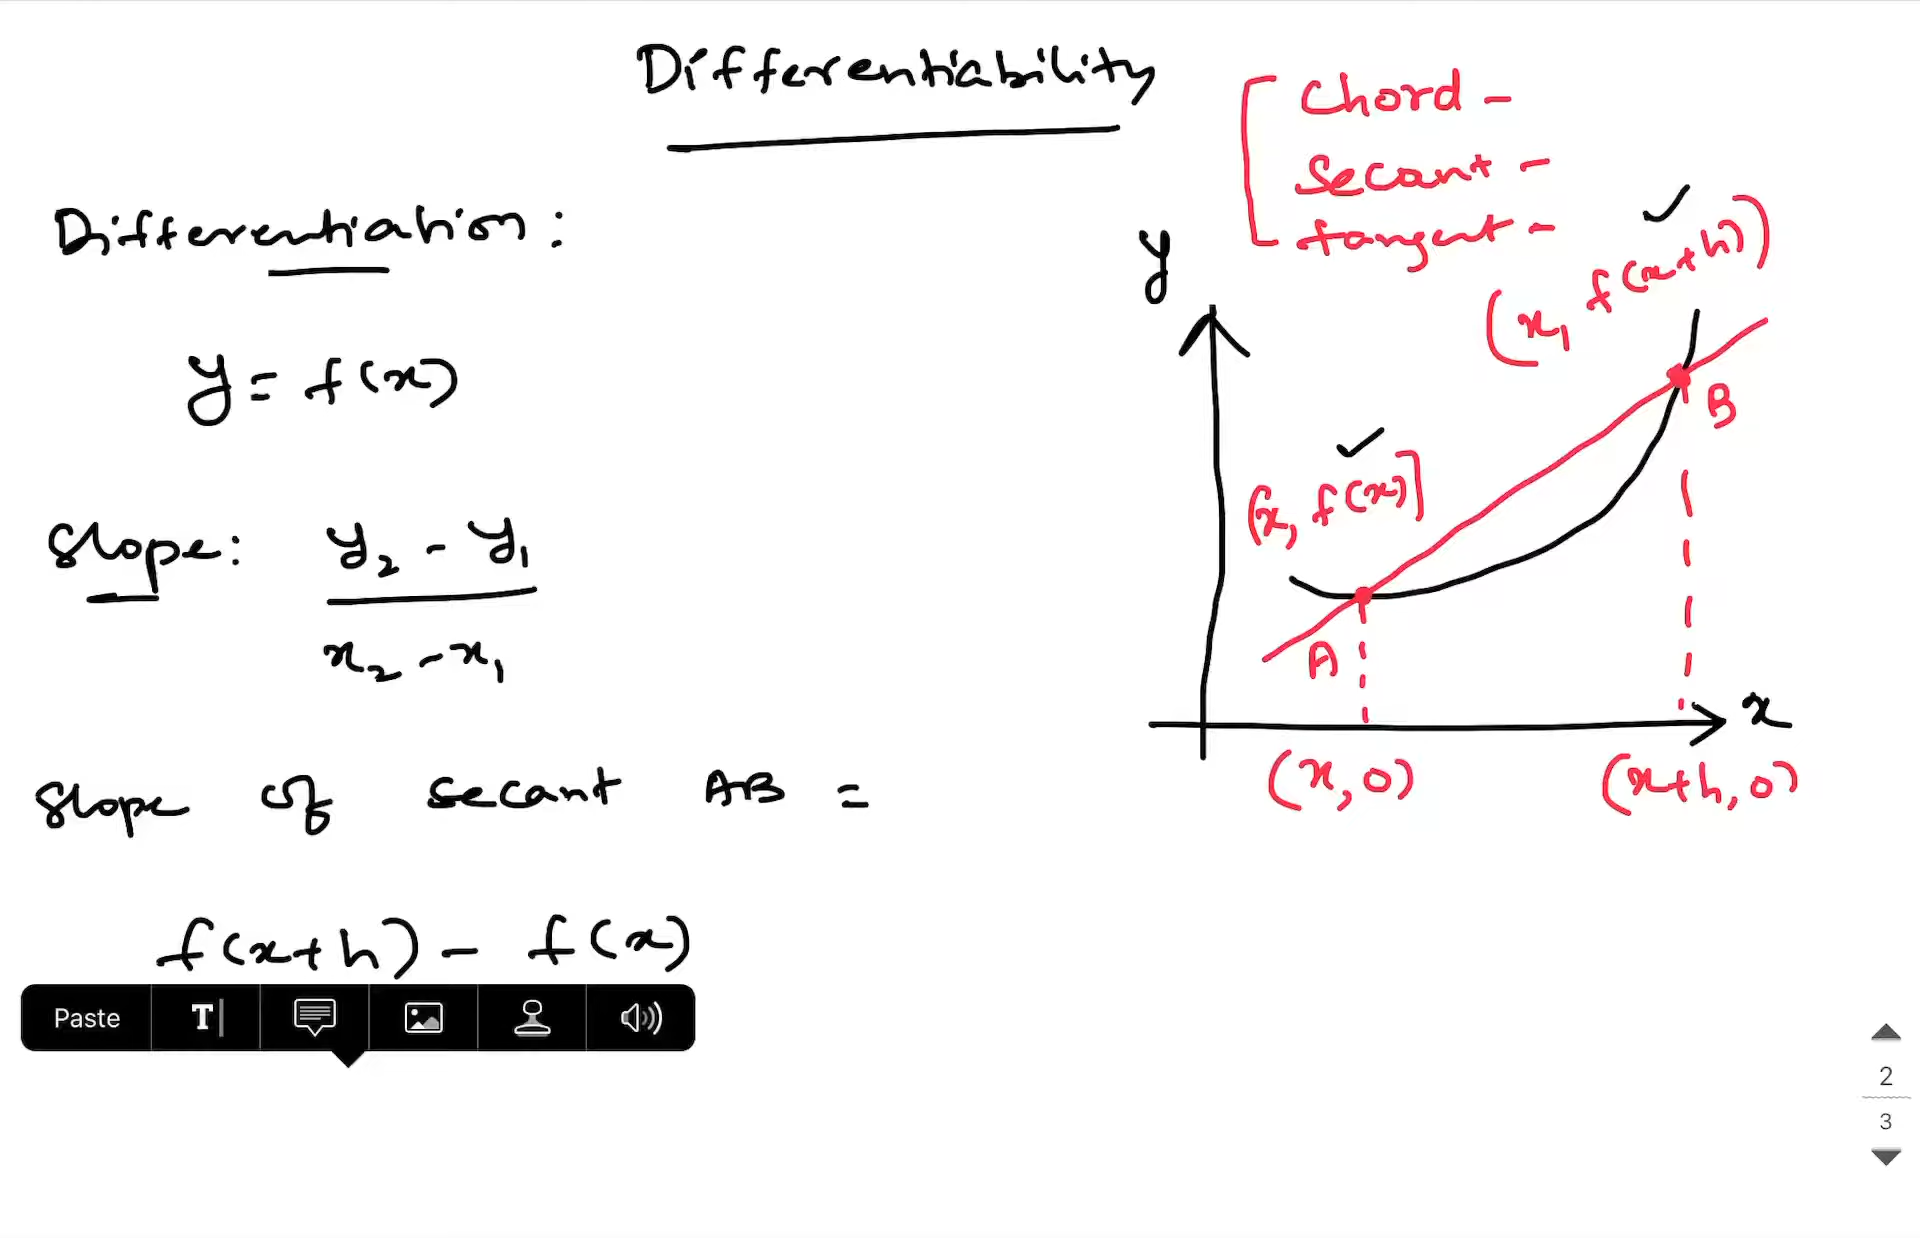 Differentiability
Chord -
Secant -
tangent -
Differentiation:
y
(x, f(x+h))
y = f(x)
B
(x, f(x)]
Slope: y₂ - y₁
x₂ - x₁
A
x
(x, 0) (x+h, 0)
Slope of secant AB =
f(x+h) - f(x)
Paste T
2
3